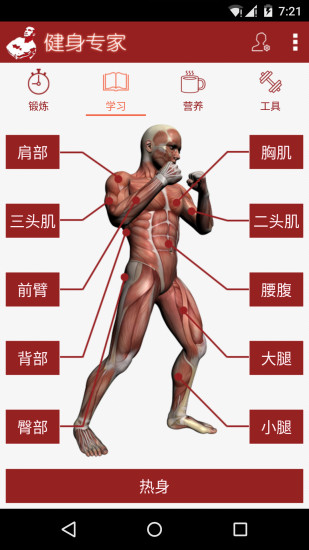 7:21
健身专家
锻炼
学习
营养
工具
肩部
胸肌
三头肌
二头肌
前臂
腰腹
背部
大腿
臀部
小腿
热身